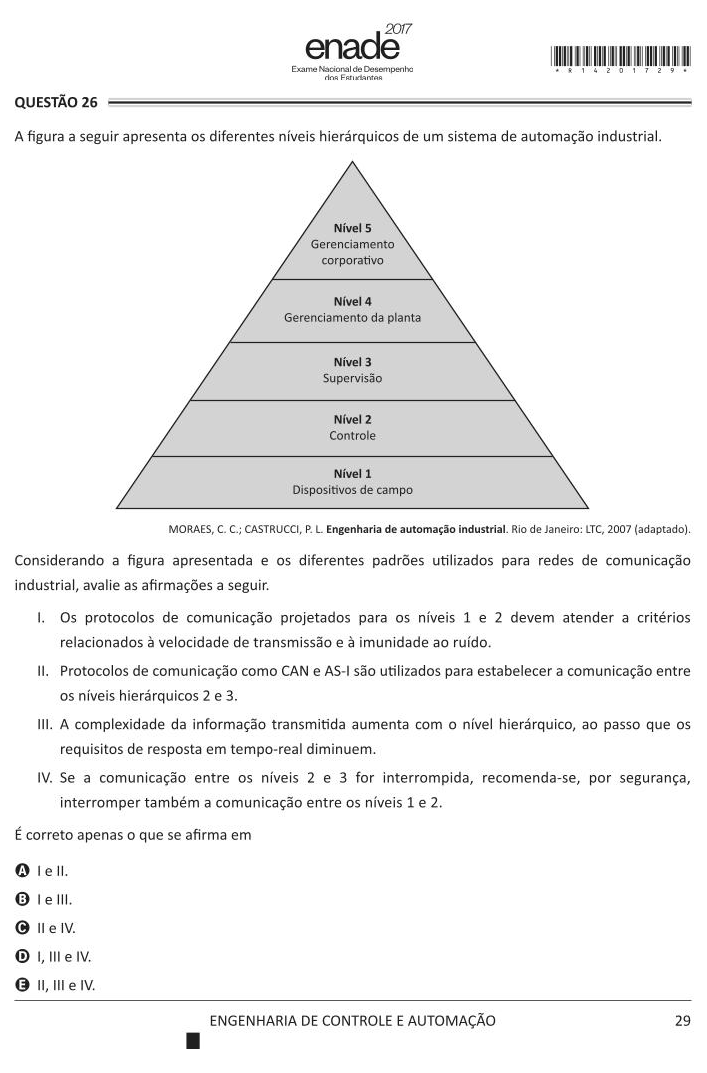 2017
enade
Exame Nacional de Desempenho
dos Estudantes
* R 1 4 2 0 1 7 2 9 *
QUESTÃO 26
A figura a seguir apresenta os diferentes níveis hierárquicos de um sistema de automação industrial.
Nível 5
Gerenciamento
corporativo
Nível 4
Gerenciamento da planta
Nível 3
Supervisão
Nível 2
Controle
Nível 1
Dispositivos de campo
MORAES, C. C.; CASTRUCCI, P. L. Engenharia de automação industrial. Rio de Janeiro: LTC, 2007 (adaptado).
Considerando a figura apresentada e os diferentes padrões utilizados para redes de comunicação
industrial, avalie as afirmações a seguir.
I. Os protocolos de comunicação projetados para os níveis 1 e 2 devem atender a critérios
relacionados à velocidade de transmissão e à imunidade ao ruído.
II. Protocolos de comunicação como CAN e AS-I são utilizados para estabelecer a comunicação entre
os níveis hierárquicos 2 e 3.
III. A complexidade da informação transmitida aumenta com o nível hierárquico, ao passo que os
requisitos de resposta em tempo-real diminuem.
IV. Se a comunicação entre os níveis 2 e 3 for interrompida, recomenda-se, por segurança,
interromper também a comunicação entre os níveis 1 e 2.
É correto apenas o que se afirma em
A I e II.
B I e III.
C II e IV.
D I, III e IV.
E II, III e IV.
ENGENHARIA DE CONTROLE E AUTOMAÇÃO 29